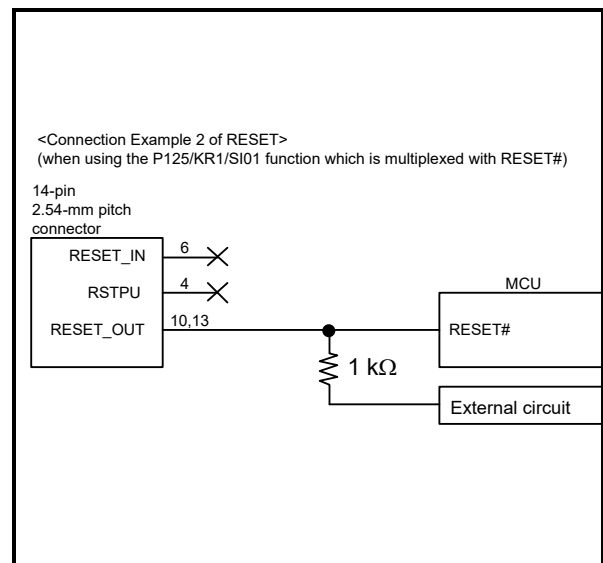 <Connection Example 2 of RESET>
(when using the P125/KR1/SI01 function which is multiplexed with RESET#)
14-pin
2.54-mm pitch
connector
RESET_IN
6
RSTPU
4
RESET_OUT
10,13
MCU
RESET#
1 kΩ
External circuit